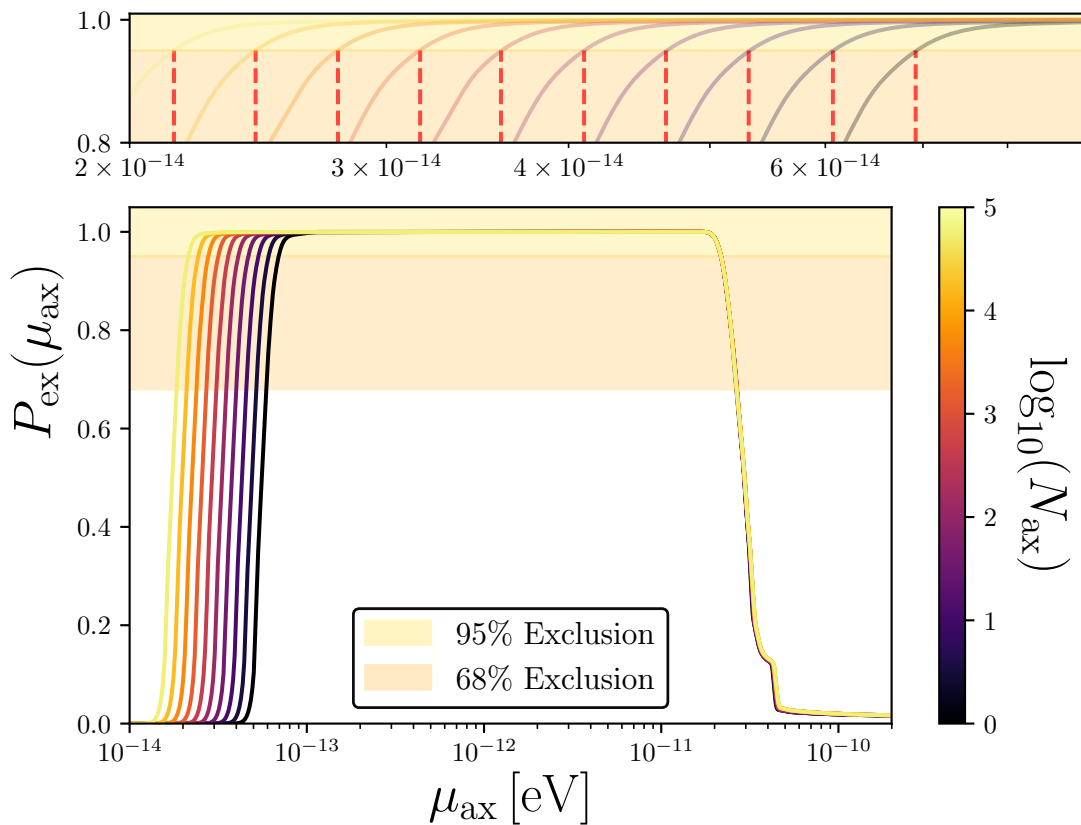 1.0
0.8
2 × 10⁻¹⁴
3 × 10⁻¹⁴
4 × 10⁻¹⁴
6 × 10⁻¹⁴
P_ex(μ_ax)
1.0
0.8
0.6
0.4
0.2
0.0
95% Exclusion
68% Exclusion
10⁻¹⁴
10⁻¹³
10⁻¹²
10⁻¹¹
10⁻¹⁰
μ_ax [eV]
5
4
3
2
1
0
log₁₀(N_ax)